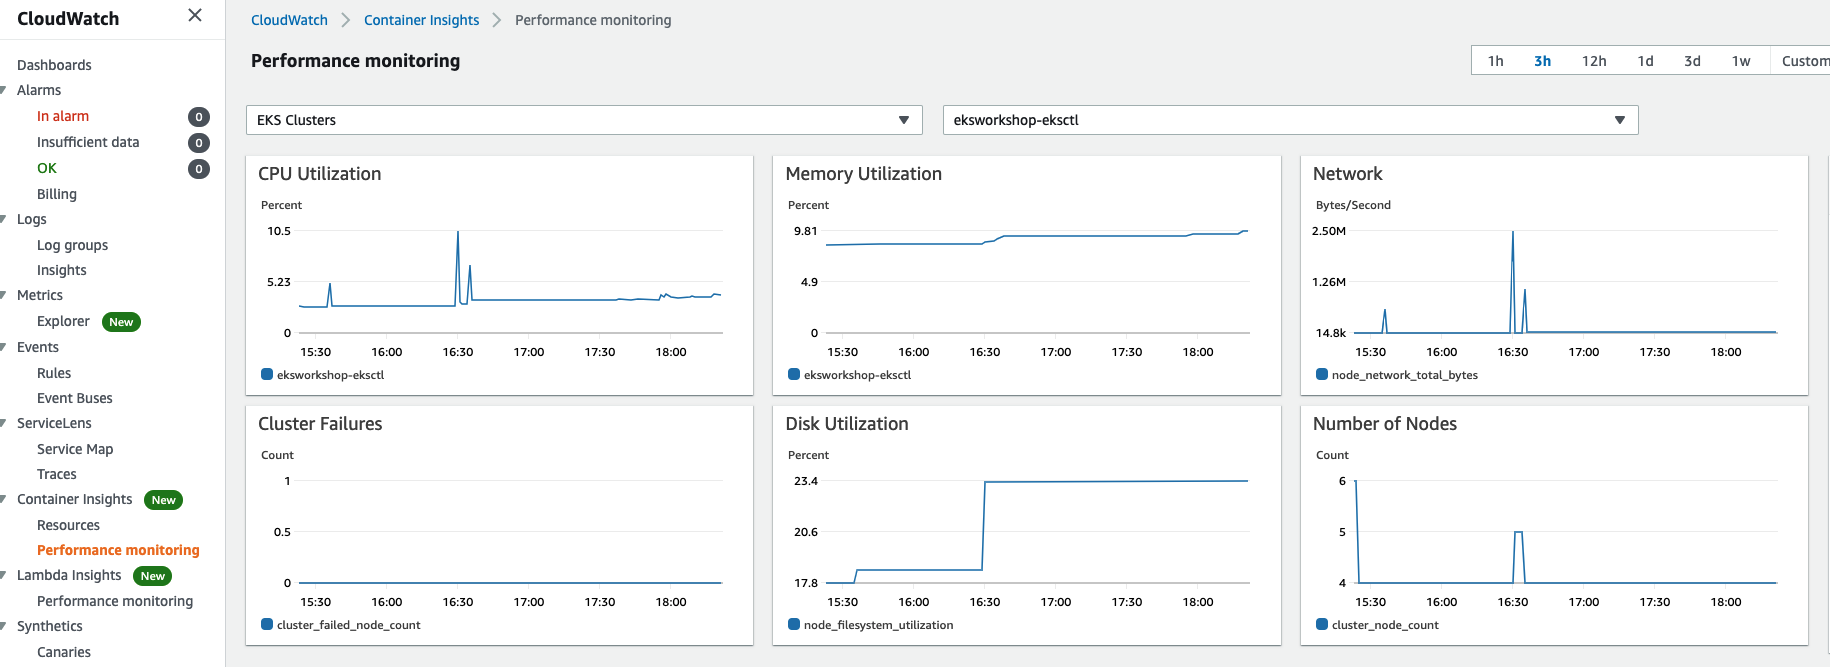 CloudWatch
Dashboards
Alarms
In alarm 0
Insufficient data 0
OK 0
Billing
Logs
Log groups
Insights
Metrics
Explorer New
Events
Rules
Event Buses
ServiceLens
Service Map
Traces
Container Insights New
Resources
Performance monitoring
Lambda Insights New
Performance monitoring
Synthetics
Canaries
CloudWatch Container Insights Performance monitoring
Performance monitoring
1h 3h 12h 1d 3d 1w Custom
EKS Clusters
eksworkshop-eksctl
CPU Utilization
Percent
10.5
5.23
0
15:30 16:00 16:30 17:00 17:30 18:00
eksworkshop-eksctl
Memory Utilization
Percent
9.81
4.9
0
15:30 16:00 16:30 17:00 17:30 18:00
eksworkshop-eksctl
Network
Bytes/Second
2.50M
1.26M
14.8k
15:30 16:00 16:30 17:00 17:30 18:00
node_network_total_bytes
Cluster Failures
Count
1
0.5
0
15:30 16:00 16:30 17:00 17:30 18:00
cluster_failed_node_count
Disk Utilization
Percent
23.4
20.6
17.8
15:30 16:00 16:30 17:00 17:30 18:00
node_filesystem_utilization
Number of Nodes
Count
6
5
4
15:30 16:00 16:30 17:00 17:30 18:00
cluster_node_count